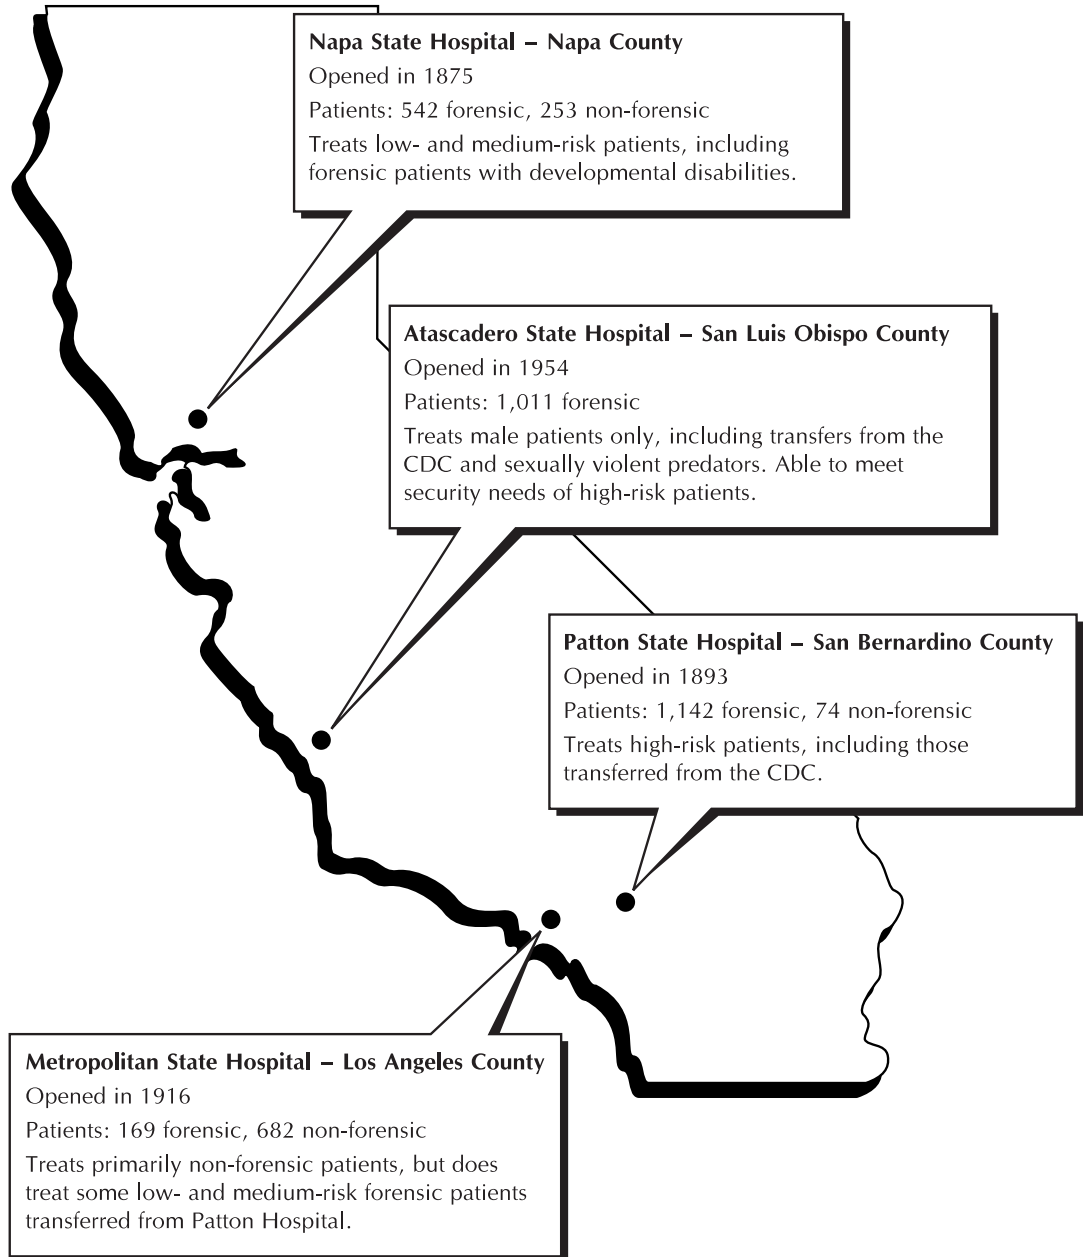 Napa State Hospital – Napa County
Opened in 1875
Patients: 542 forensic, 253 non-forensic
Treats low- and medium-risk patients, including
forensic patients with developmental disabilities.
Atascadero State Hospital – San Luis Obispo County
Opened in 1954
Patients: 1,011 forensic
Treats male patients only, including transfers from the
CDC and sexually violent predators. Able to meet
security needs of high-risk patients.
Patton State Hospital – San Bernardino County
Opened in 1893
Patients: 1,142 forensic, 74 non-forensic
Treats high-risk patients, including those
transferred from the CDC.
Metropolitan State Hospital – Los Angeles County
Opened in 1916
Patients: 169 forensic, 682 non-forensic
Treats primarily non-forensic patients, but does
treat some low- and medium-risk forensic patients
transferred from Patton Hospital.